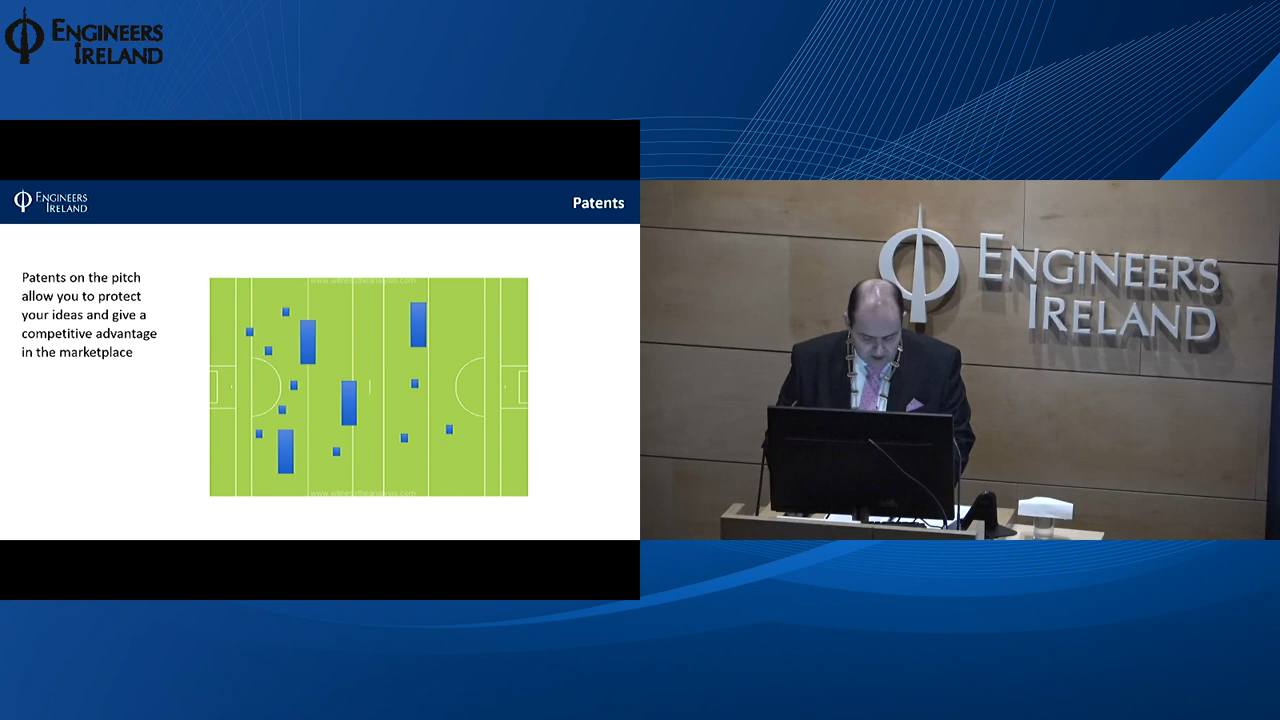 ENGINEERS
IRELAND
ENGINEERS
IRELAND
Patents
Patents on the pitch
allow you to protect
your ideas and give a
competitive advantage
in the marketplace
ENGINEERS
IRELAND